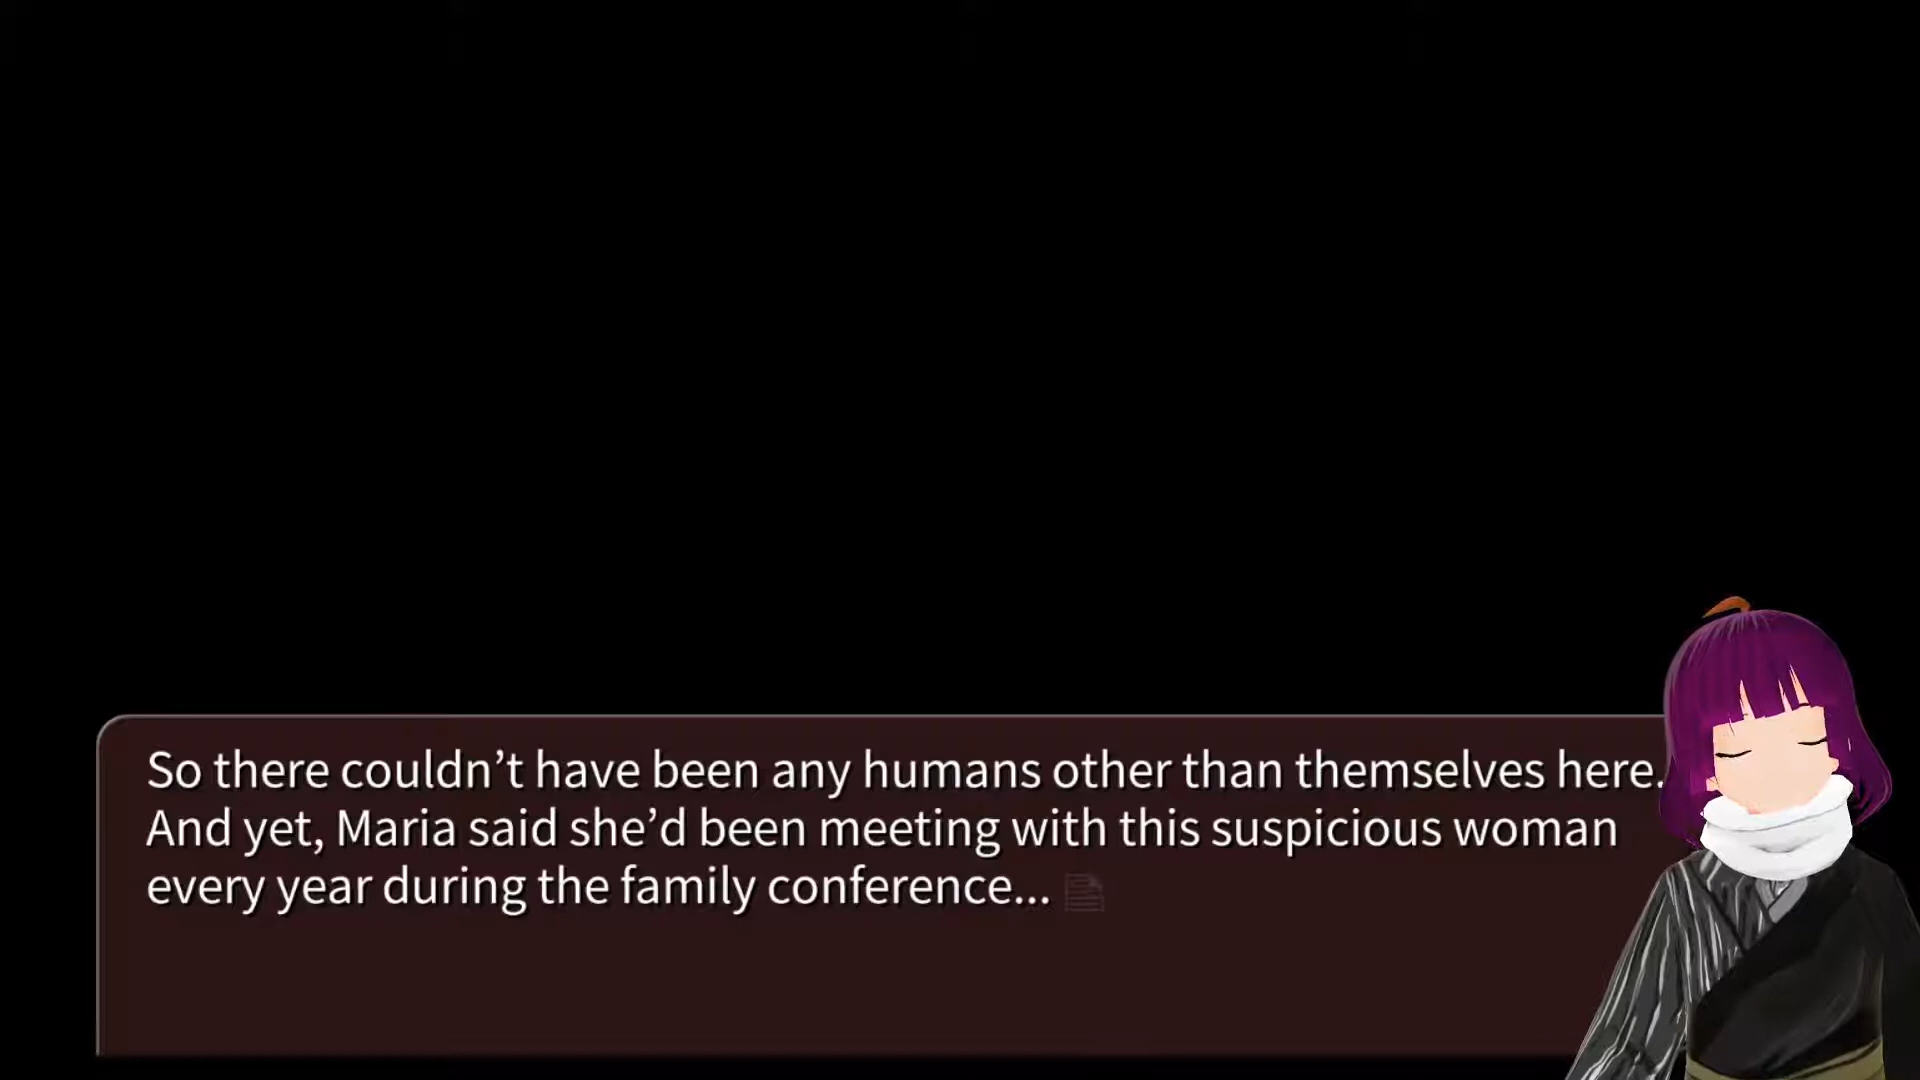 So there couldn’t have been any humans other than themselves here.
And yet, Maria said she’d been meeting with this suspicious woman
every year during the family conference...